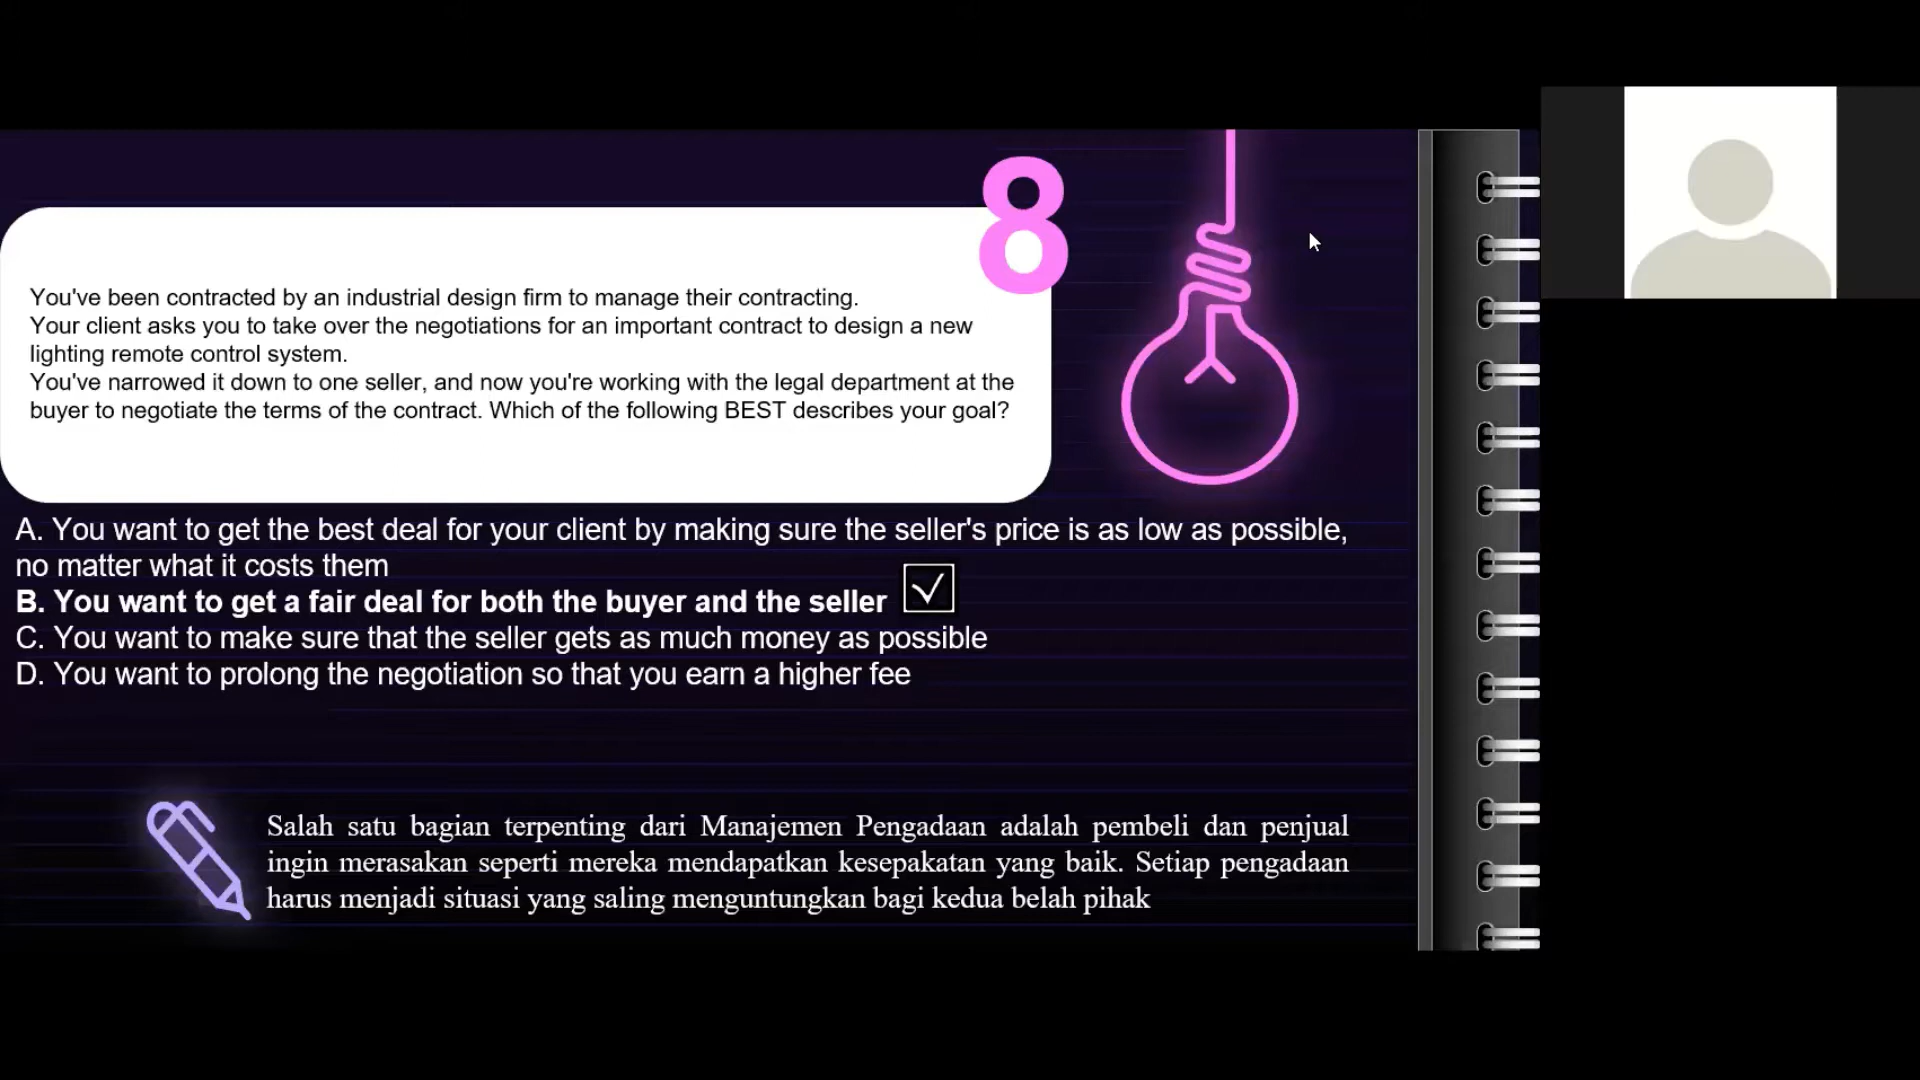 8
You've been contracted by an industrial design firm to manage their contracting.
Your client asks you to take over the negotiations for an important contract to design a new
lighting remote control system.
You've narrowed it down to one seller, and now you're working with the legal department at the
buyer to negotiate the terms of the contract. Which of the following BEST describes your goal?
A. You want to get the best deal for your client by making sure the seller's price is as low as possible,
no matter what it costs them
B. You want to get a fair deal for both the buyer and the seller
C. You want to make sure that the seller gets as much money as possible
D. You want to prolong the negotiation so that you earn a higher fee
Salah satu bagian terpenting dari Manajemen Pengadaan adalah pembeli dan penjual
ingin merasakan seperti mereka mendapatkan kesepakatan yang baik. Setiap pengadaan
harus menjadi situasi yang saling menguntungkan bagi kedua belah pihak